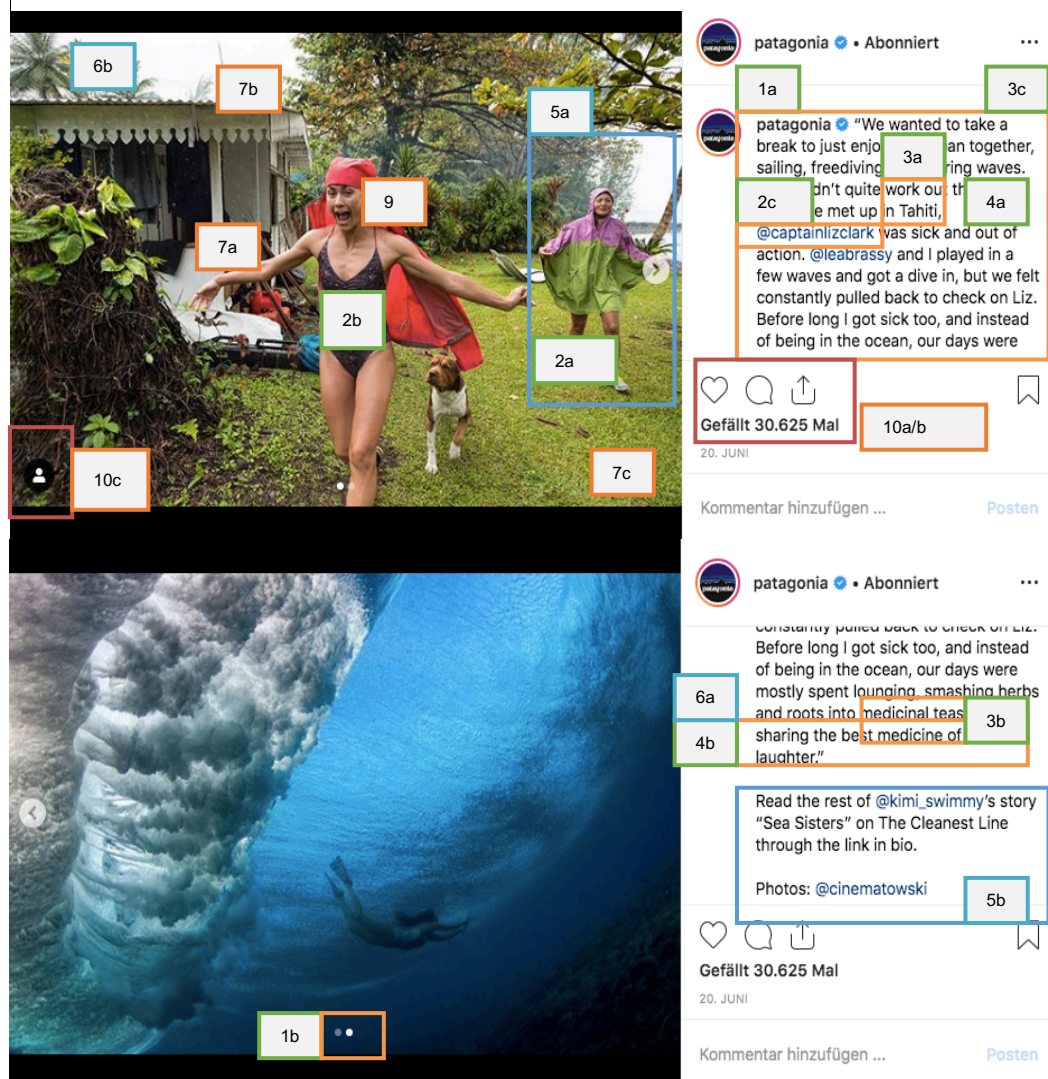 6b
7b
5a
9
7a
2b
2a
10c
7c
patagonia • Abonniert
1a
3c
patagonia “We wanted to take a
break to just together,
3a
sailing, freediving waves.
quite work out
2c
4a
met up in Tahiti,
@captainlizclark was sick and out of
action. @leabrassy and I played in a
few waves and got a dive in, but we felt
constantly pulled back to check on Liz.
Before long I got sick too, and instead
of being in the ocean, our days were
Gefällt 30.625 Mal
10a/b
20. JUNI
Kommentar hinzufügen ...
Posten
1b
patagonia • Abonniert
constantly pulled back to check on Liz.
Before long I got sick too, and instead
of being in the ocean, our days were
6a
mostly spent lounging, smashing herbs
and roots into medicinal teas
3b
4b
sharing the best medicine of
laughter.”
Read the rest of @kimi_swimmy’s story
“Sea Sisters” on The Cleanest Line
through the link in bio.
Photos: @cinematowski
5b
Gefällt 30.625 Mal
20. JUNI
Kommentar hinzufügen ...
Posten